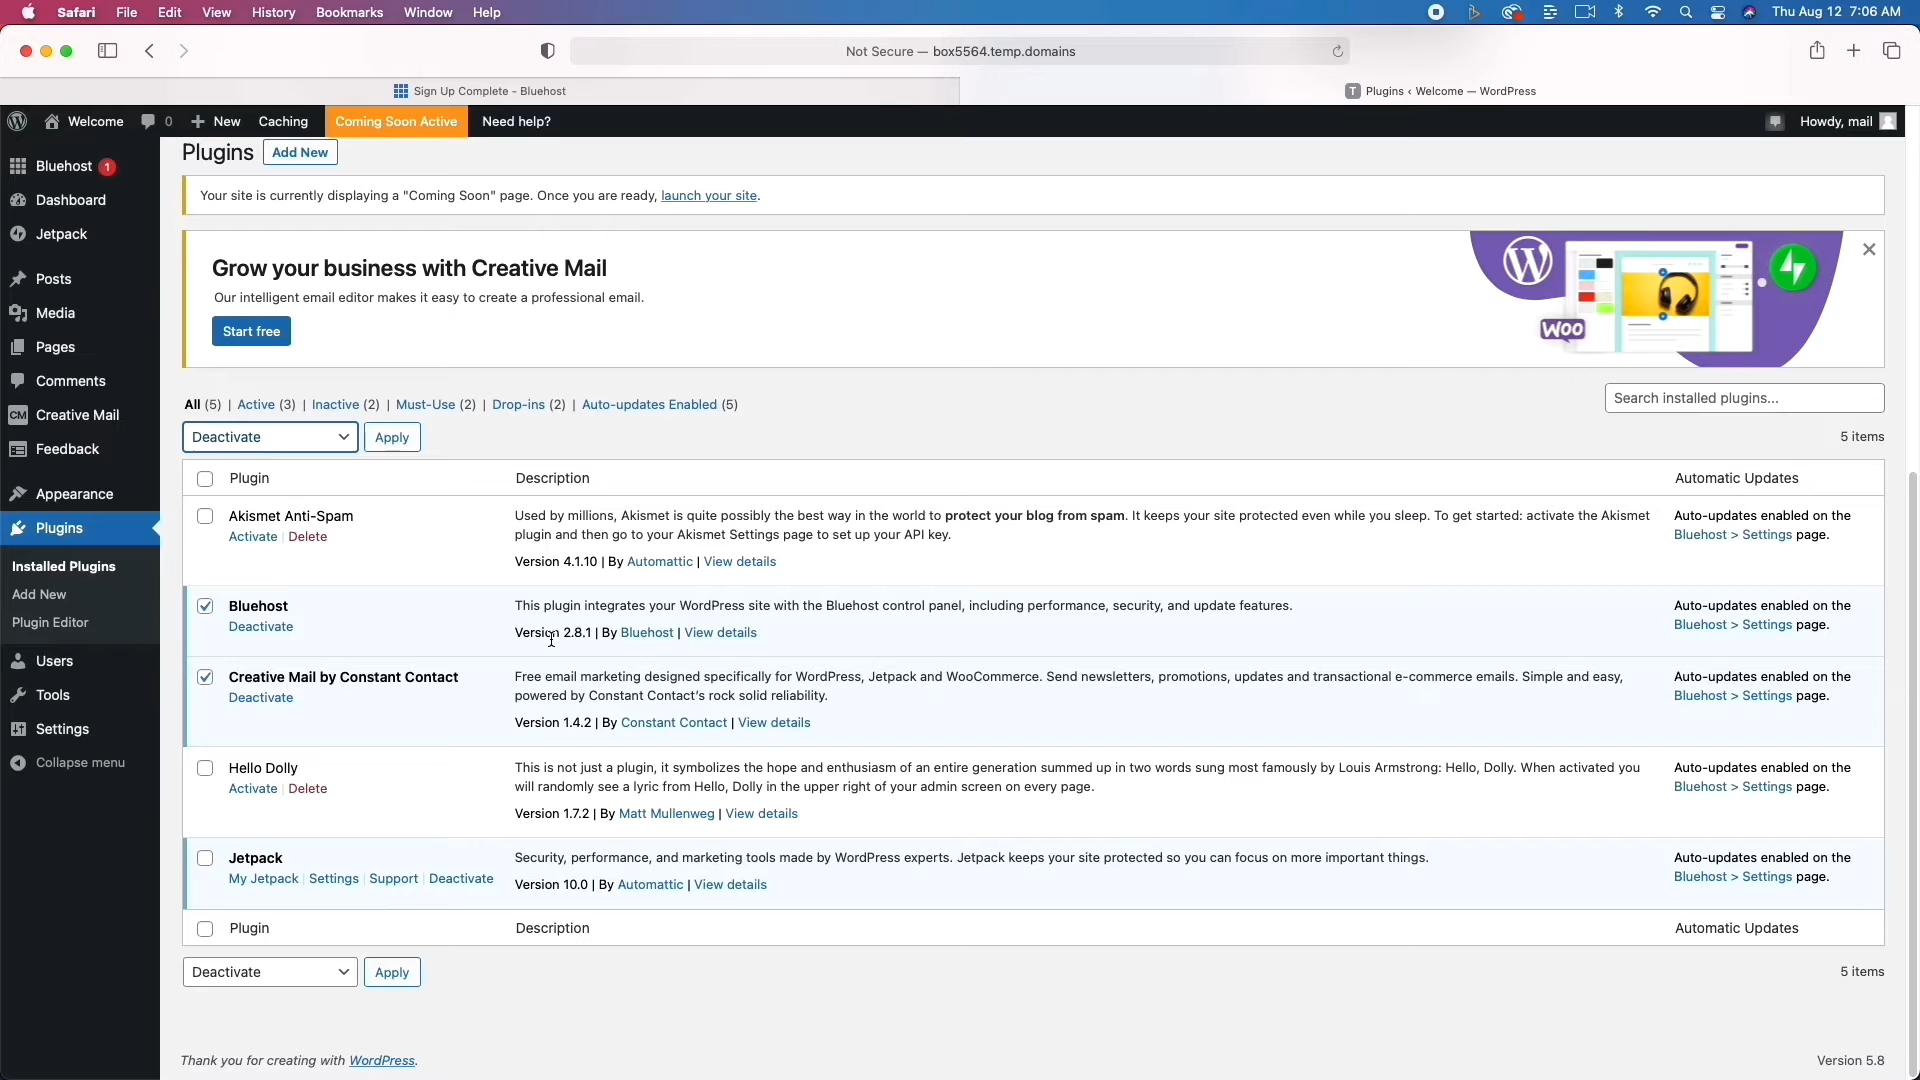 Safari File Edit View History Bookmarks Window Help Thu Aug 12 7:06 AM
Not Secure — box5564.temp.domains
Sign Up Complete - Bluehost T Plugins ‹ Welcome — WordPress
Welcome 0 New Caching Coming Soon Active Need help? Howdy, mail
Bluehost 1
Dashboard
Jetpack
Posts
Media
Pages
Comments
CM Creative Mail
Feedback
Appearance
Plugins
Installed Plugins
Add New
Plugin Editor
Users
Tools
Settings
Collapse menu
Plugins Add New
Your site is currently displaying a "Coming Soon" page. Once you are ready, launch your site.
Grow your business with Creative Mail
Our intelligent email editor makes it easy to create a professional email.
Start free
WOO
All (5) | Active (3) | Inactive (2) | Must-Use (2) | Drop-ins (2) | Auto-updates Enabled (5)
Search installed plugins...
Deactivate Apply 5 items
Plugin Description Automatic Updates
Akismet Anti-Spam
Activate | Delete
Used by millions, Akismet is quite possibly the best way in the world to protect your blog from spam. It keeps your site protected even while you sleep. To get started: activate the Akismet
plugin and then go to your Akismet Settings page to set up your API key.
Version 4.1.10 | By Automattic | View details
Auto-updates enabled on the
Bluehost > Settings page.
Bluehost
Deactivate
This plugin integrates your WordPress site with the Bluehost control panel, including performance, security, and update features.
Version 2.8.1 | By Bluehost | View details
Auto-updates enabled on the
Bluehost > Settings page.
Creative Mail by Constant Contact
Deactivate
Free email marketing designed specifically for WordPress, Jetpack and WooCommerce. Send newsletters, promotions, updates and transactional e-commerce emails. Simple and easy,
powered by Constant Contact's rock solid reliability.
Version 1.4.2 | By Constant Contact | View details
Auto-updates enabled on the
Bluehost > Settings page.
Hello Dolly
Activate | Delete
This is not just a plugin, it symbolizes the hope and enthusiasm of an entire generation summed up in two words sung most famously by Louis Armstrong: Hello, Dolly. When activated you
will randomly see a lyric from Hello, Dolly in the upper right of your admin screen on every page.
Version 1.7.2 | By Matt Mullenweg | View details
Auto-updates enabled on the
Bluehost > Settings page.
Jetpack
My Jetpack | Settings | Support | Deactivate
Security, performance, and marketing tools made by WordPress experts. Jetpack keeps your site protected so you can focus on more important things.
Version 10.0 | By Automattic | View details
Auto-updates enabled on the
Bluehost > Settings page.
Plugin Description Automatic Updates
Deactivate Apply 5 items
Thank you for creating with WordPress. Version 5.8